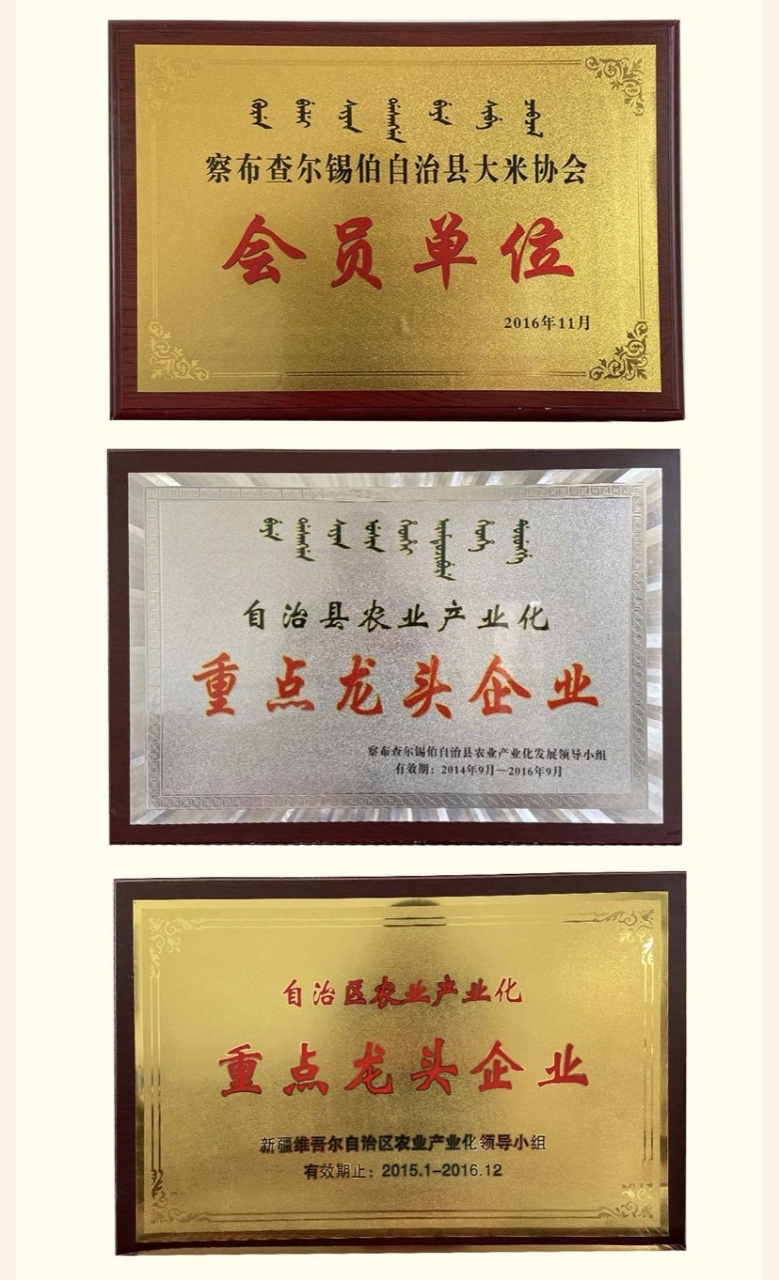 察布查尔锡伯自治县大米协会
会员单位
2016年11月
自治县农业产业化
重点龙头企业
察布查尔锡伯自治县农业产业化发展领导小组
有效期：2014年9月—2016年9月
自治区农业产业化
重点龙头企业
新疆维吾尔自治区农业产业化领导小组
有效期止：2015.1-2016.12